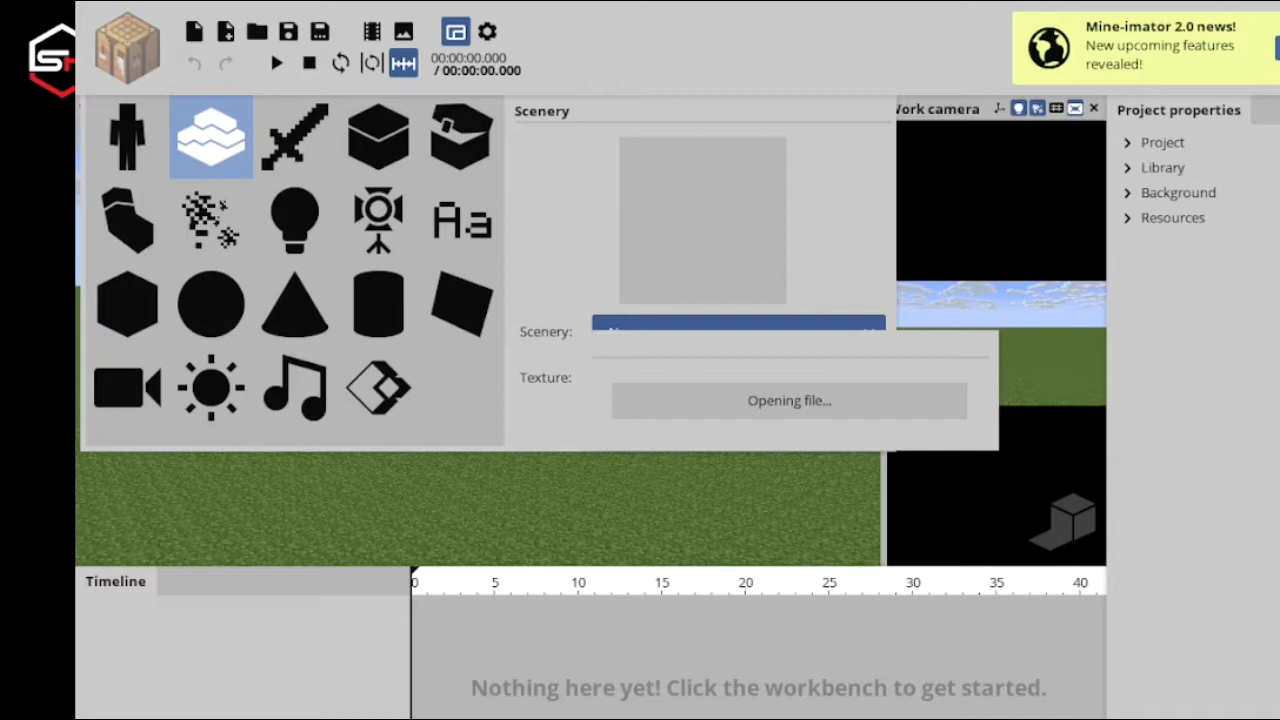 Mine-imator 2.0 news!
New upcoming features
revealed!
00:00:00.000
/ 00:00:00.000
Scenery
Work camera
Project properties
Project
Library
Background
Resources
Aa
Scenery:
Texture:
Opening file...
Timeline
0 5 10 15 20 25 30 35 40
Nothing here yet! Click the workbench to get started.